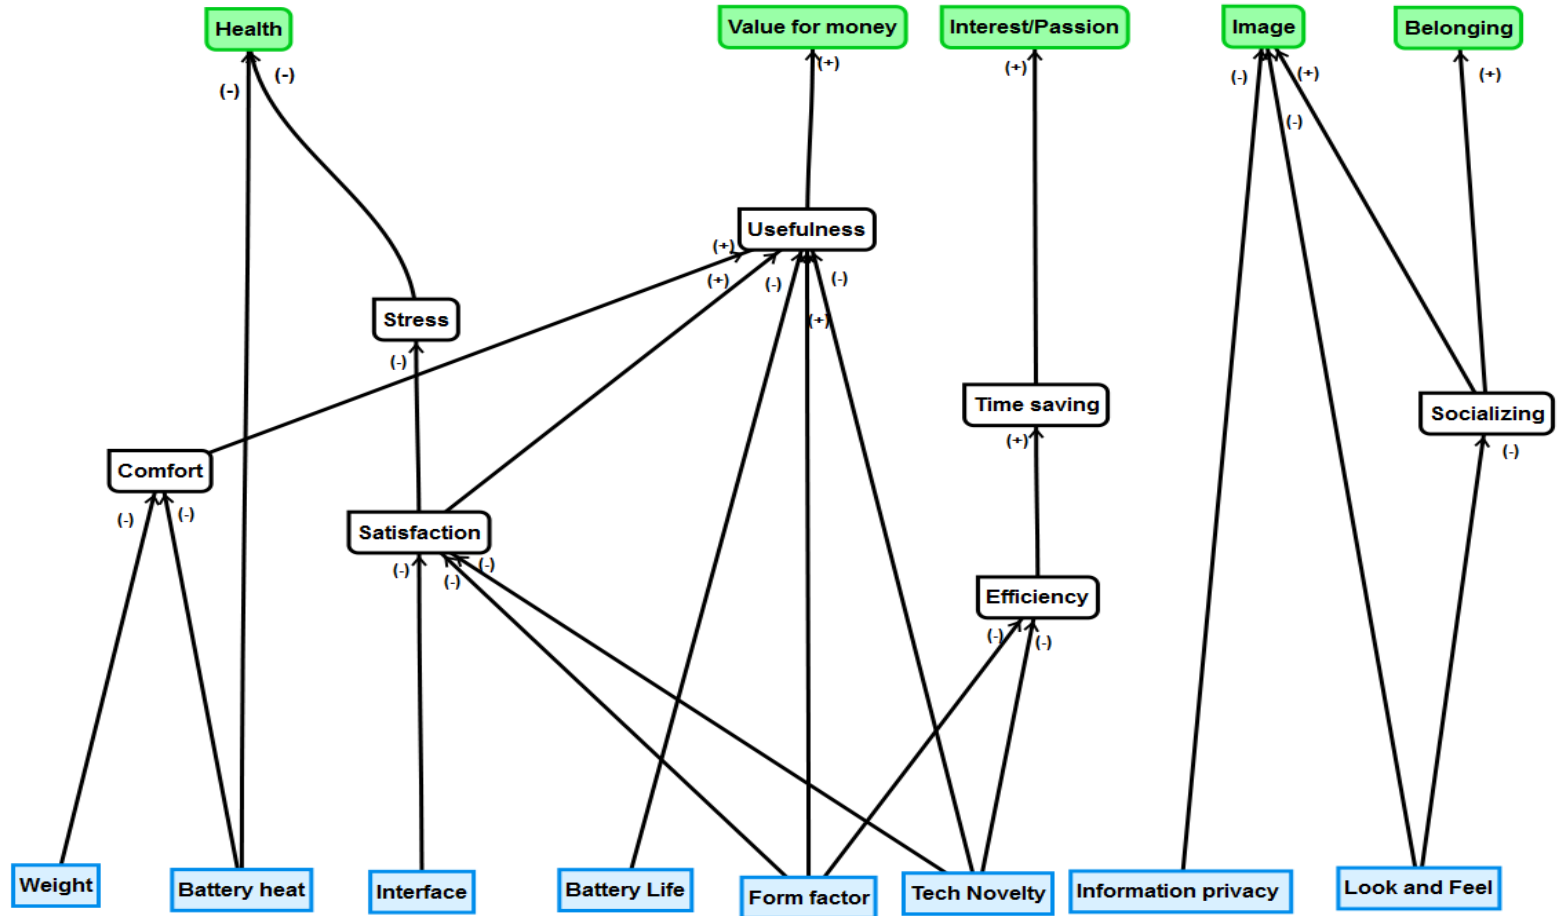 Health
Value for money
Interest/Passion
Image
Belonging
(-)
(-)
(+)
(+)
(-)
(+)
(-)
(+)
Usefulness
(+)
(+)
(-)
(-)
(+)
Stress
(-)
Time saving
(+)
Socializing
(-)
Comfort
(-)
(-)
Satisfaction
(-)
(-)
(-)
Efficiency
(-)
(-)
Weight
Battery heat
Interface
Battery Life
Form factor
Tech Novelty
Information privacy
Look and Feel